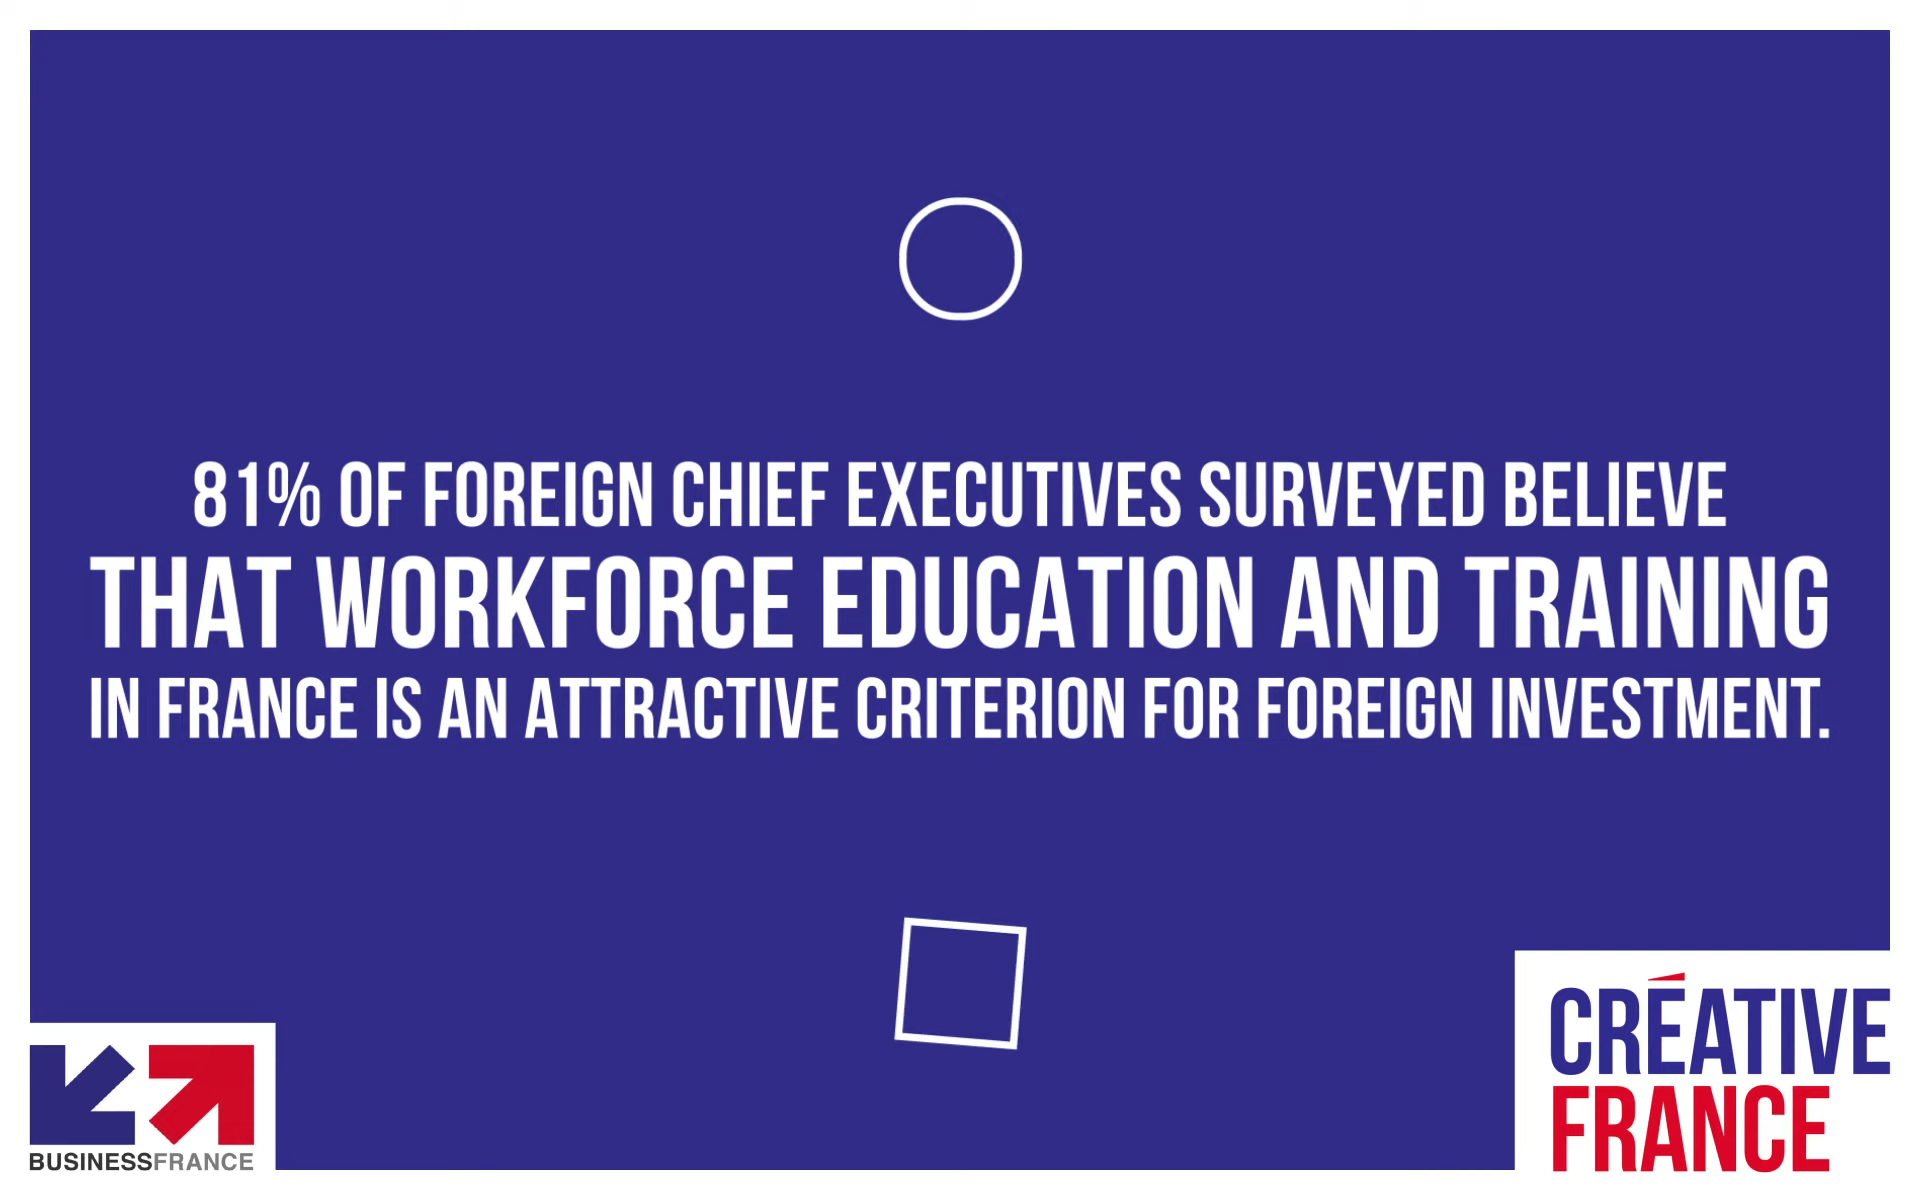 81% OF FOREIGN CHIEF EXECUTIVES SURVEYED BELIEVE
THAT WORKFORCE EDUCATION AND TRAINING
IN FRANCE IS AN ATTRACTIVE CRITERION FOR FOREIGN INVESTMENT.
BUSINESSFRANCE
CRÉATIVE
FRANCE